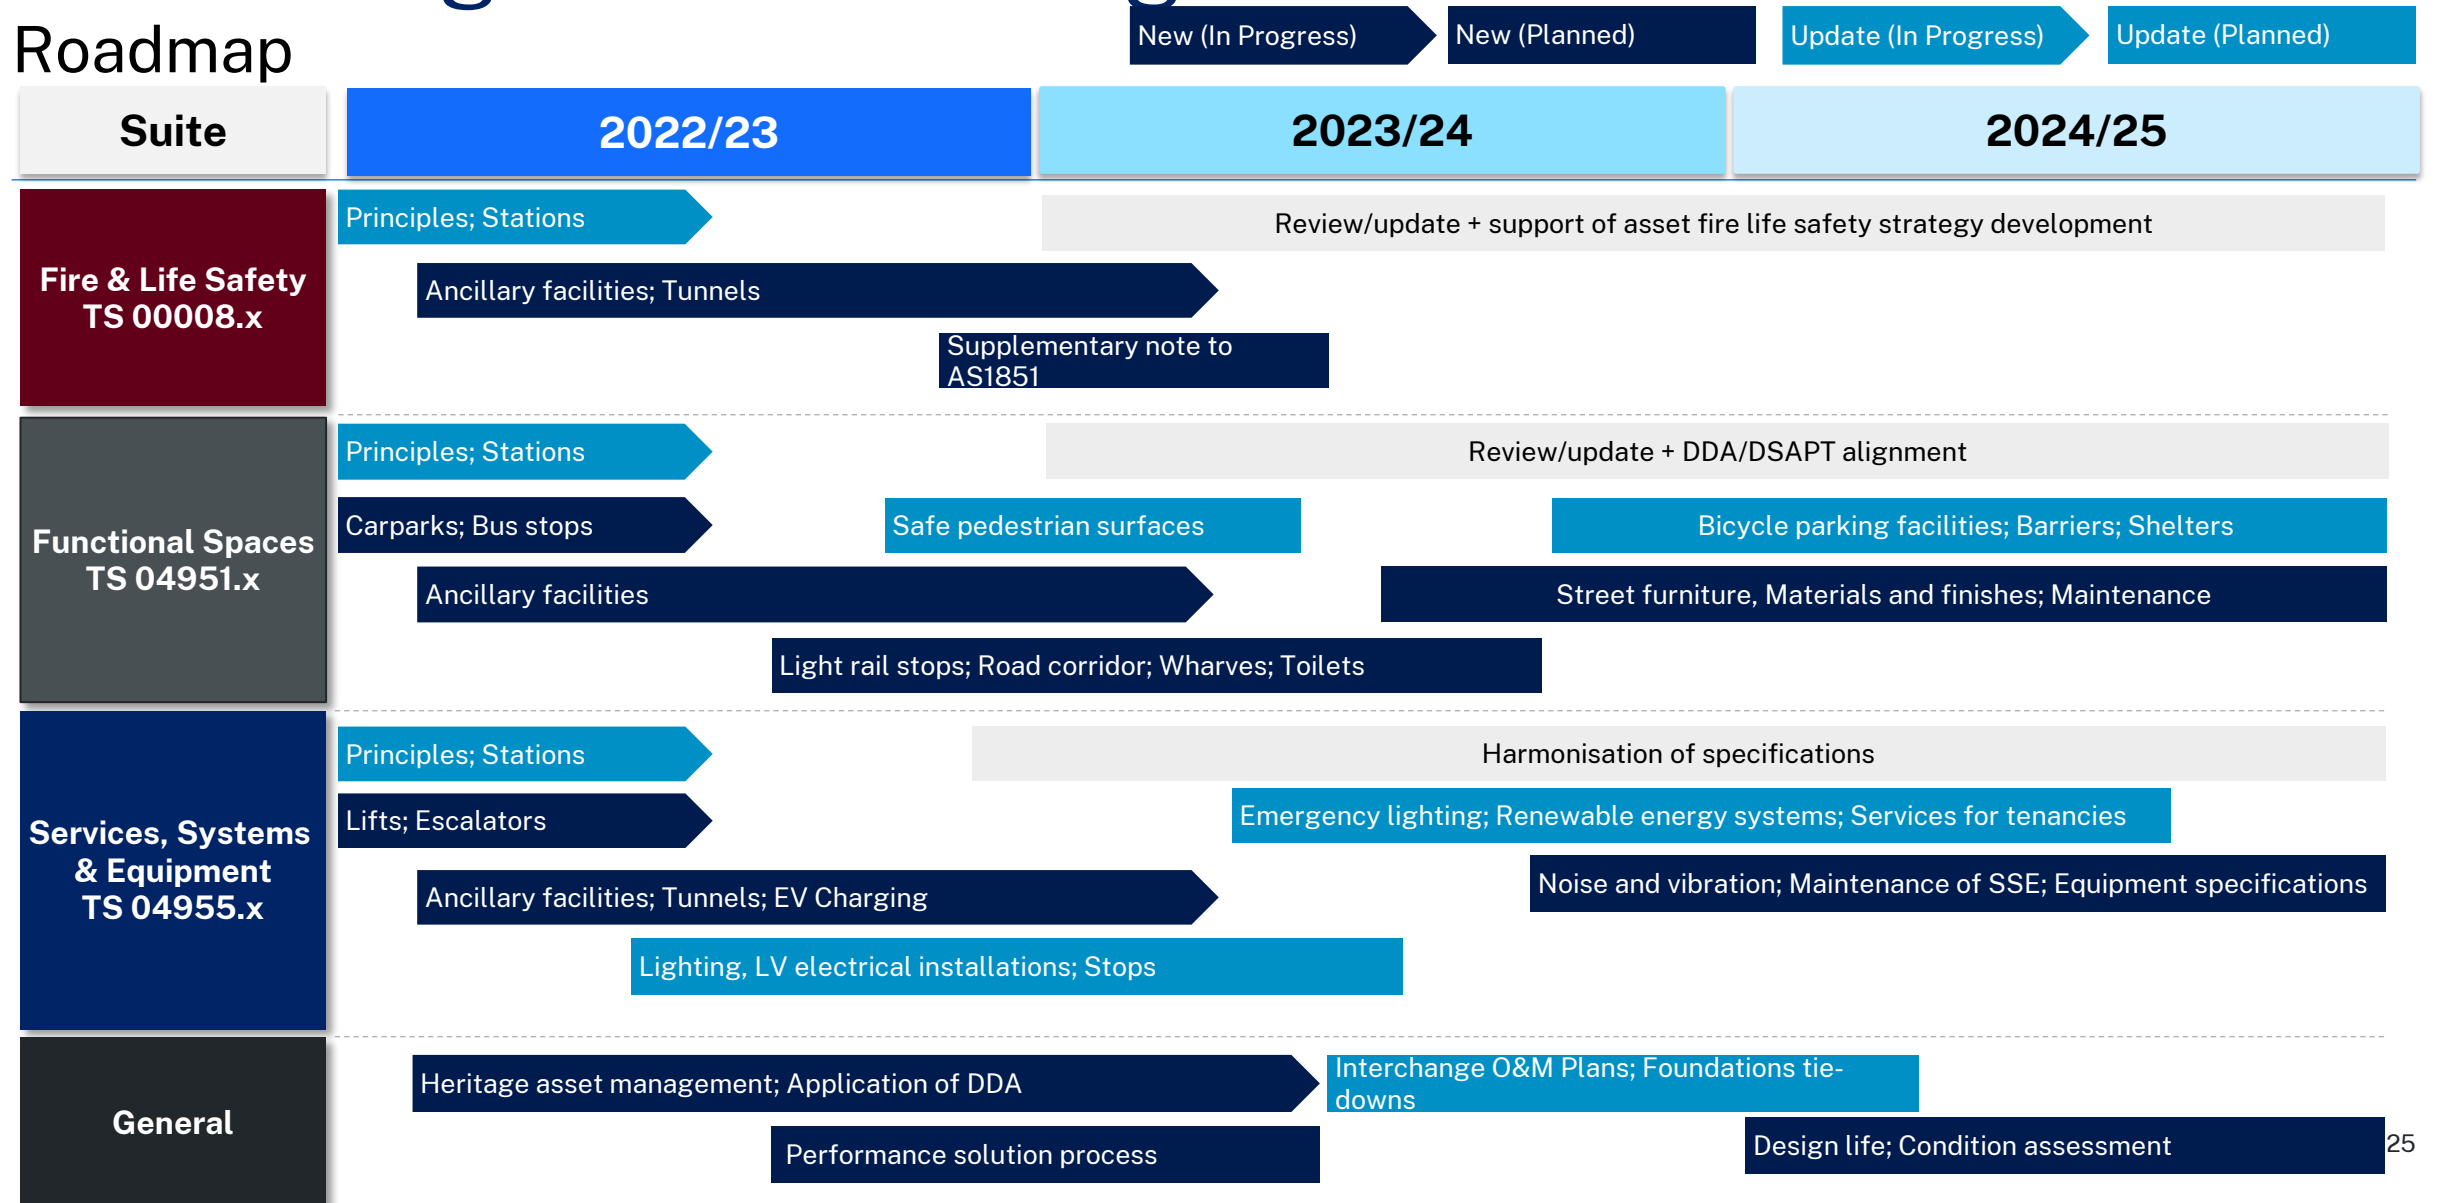 Roadmap
New (In Progress)
New (Planned)
Update (In Progress)
Update (Planned)
Suite
2022/23
2023/24
2024/25
Fire & Life Safety
TS 00008.x
Principles; Stations
Review/update + support of asset fire life safety strategy development
Ancillary facilities; Tunnels
Supplementary note to
AS1851
Functional Spaces
TS 04951.x
Principles; Stations
Review/update + DDA/DSAPT alignment
Carparks; Bus stops
Safe pedestrian surfaces
Bicycle parking facilities; Barriers; Shelters
Ancillary facilities
Street furniture, Materials and finishes; Maintenance
Light rail stops; Road corridor; Wharves; Toilets
Services, Systems
& Equipment
TS 04955.x
Principles; Stations
Harmonisation of specifications
Lifts; Escalators
Emergency lighting; Renewable energy systems; Services for tenancies
Noise and vibration; Maintenance of SSE; Equipment specifications
Ancillary facilities; Tunnels; EV Charging
Lighting, LV electrical installations; Stops
General
Heritage asset management; Application of DDA
Interchange O&M Plans; Foundations tie-
downs
Performance solution process
Design life; Condition assessment
25